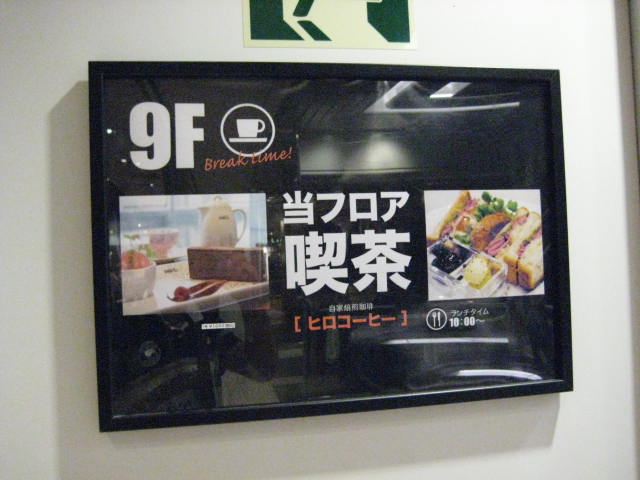 9F
Break time!
当フロア
喫茶
自家焙煎珈琲
[ ヒロコーヒー ]
ランチタイム
10:00〜